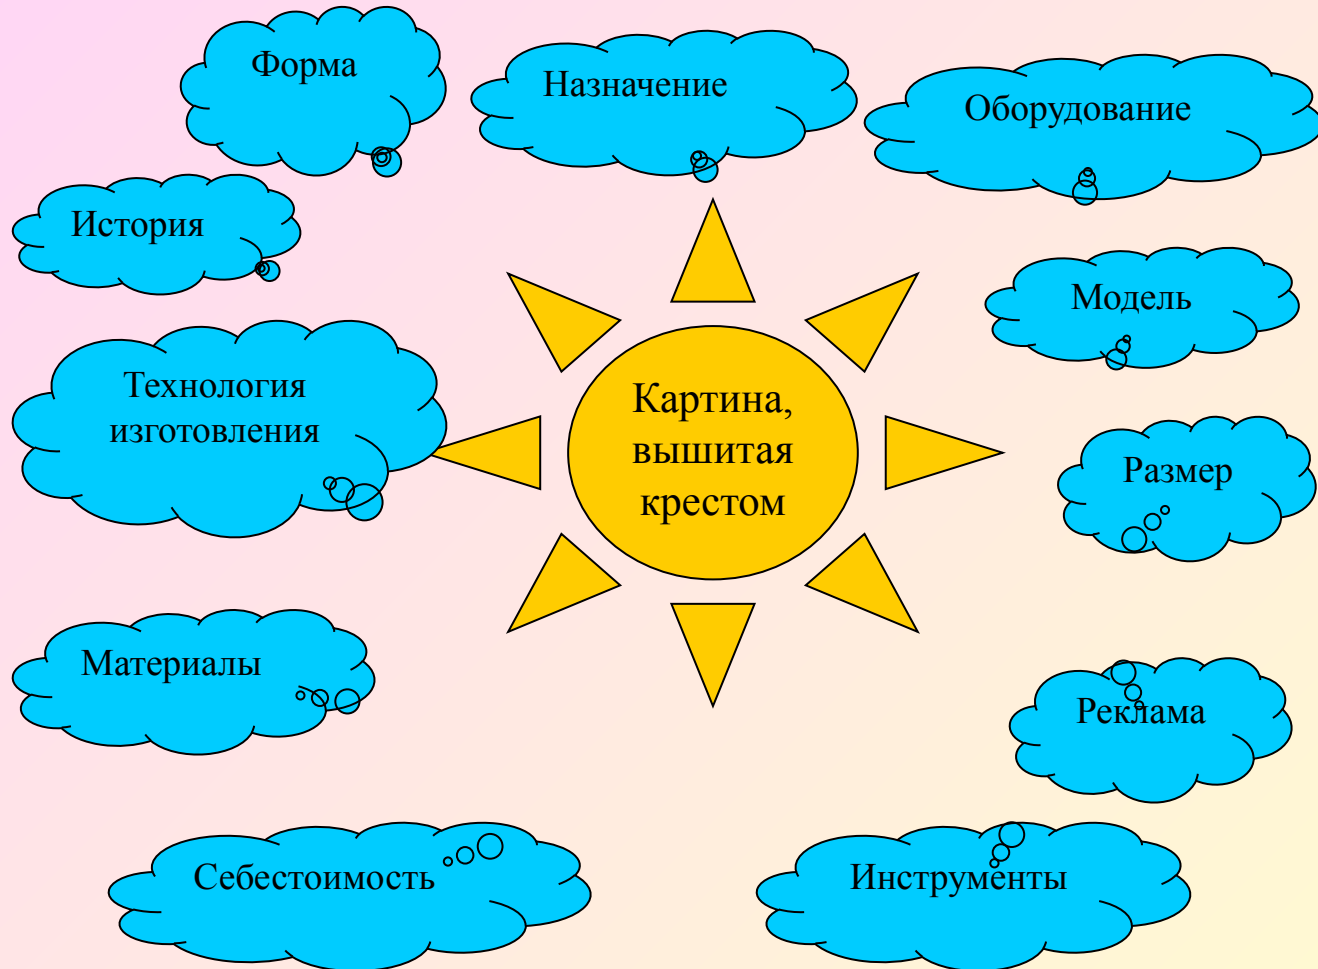 Форма
Назначение
Оборудование
История
Модель
Технология
изготовления
Картина,
вышитая
крестом
Размер
Материалы
Реклама
Себестоимость
Инструменты